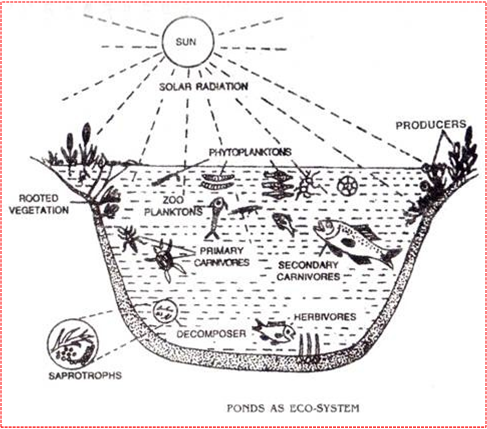 SUN
SOLAR RADIATION
PHYTOPLANKTONS
PRODUCERS
ROOTED
VEGETATION
ZOO
PLANKTONS
PRIMARY
CARNIVORES
SECONDARY
CARNIVORES
HERBIVORES
DECOMPOSER
SAPROTROPHS
PONDS AS ECO-SYSTEM